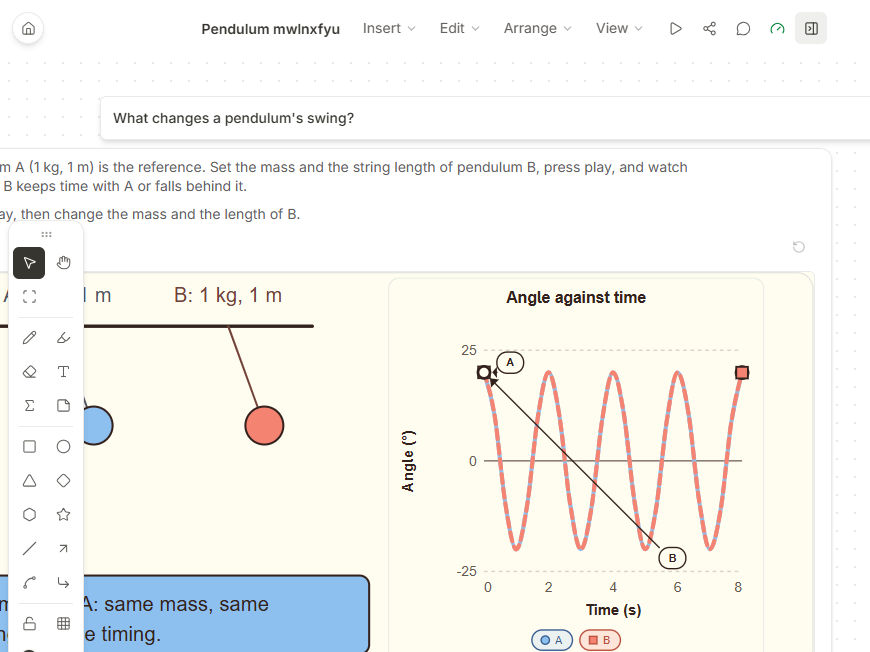 Pendulum mwlnxfyu Insert Edit Arrange View
What changes a pendulum's swing?
m A (1 kg, 1 m) is the reference. Set the mass and the string length of pendulum B, press play, and watch
B keeps time with A or falls behind it.
ay, then change the mass and the length of B.
1 m B: 1 kg, 1 m
Angle against time
25
A
0
Angle (°)
B
-25
0 2 4 6 8
Time (s)
A B
A: same mass, same
e timing.